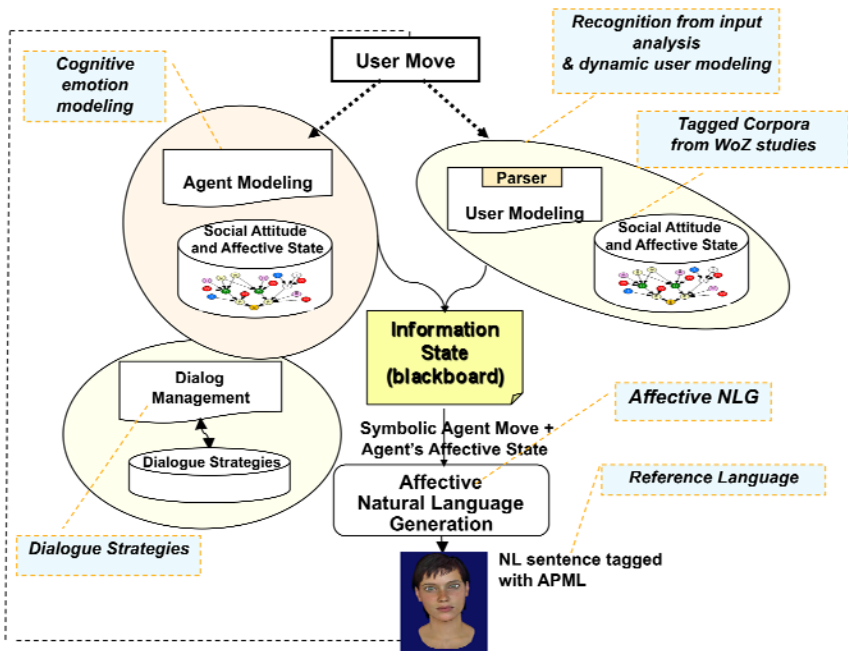 Recognition from input
analysis
& dynamic user modeling
User Move
Cognitive
emotion
modeling
Tagged Corpora
from WoZ studies
Agent Modeling
Parser
User Modeling
Social Attitude
and Affective State
Social Attitude
and Affective State
Information
State
(blackboard)
Dialog
Management
Affective NLG
Symbolic Agent Move +
Agent's Affective State
Dialogue Strategies
Affective
Natural Language
Generation
Reference Language
Dialogue Strategies
NL sentence tagged
with APML